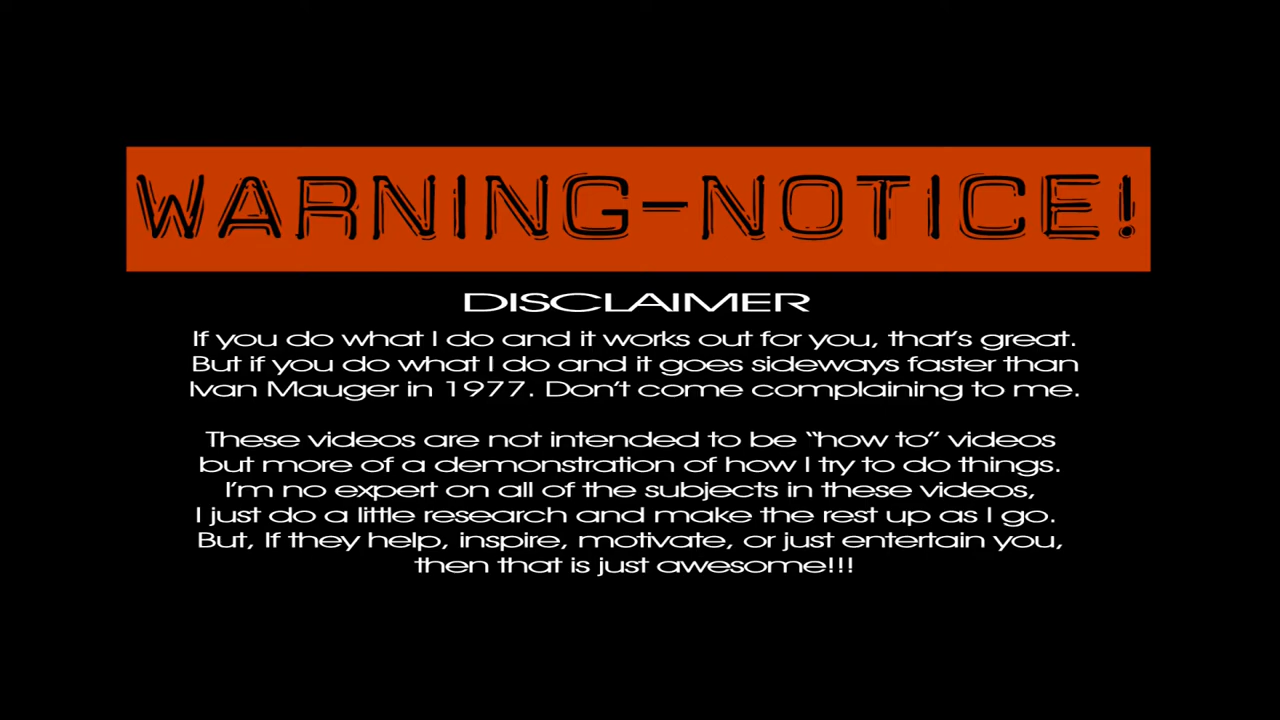 WARNING-NOTICE!
DISCLAIMER
If you do what I do and it works out for you, that's great.
But if you do what I do and it goes sideways faster than
Ivan Mauger in 1977. Don't come complaining to me.
These videos are not intended to be “how to” videos
but more of a demonstration of how I try to do things.
I'm no expert on all of the subjects in these videos,
I just do a little research and make the rest up as I go.
But, If they help, inspire, motivate, or just entertain you,
then that is just awesome!!!